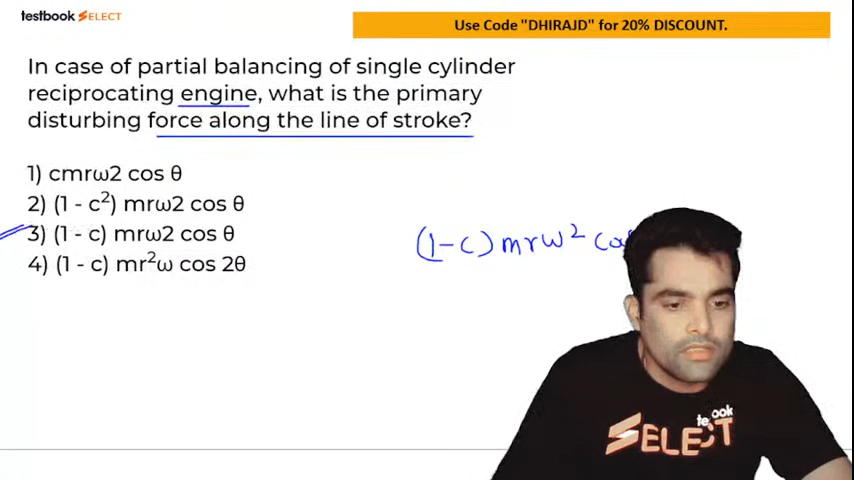 testbook SELECT
Use Code "DHIRAJD" for 20% DISCOUNT.
In case of partial balancing of single cylinder
reciprocating engine, what is the primary
disturbing force along the line of stroke?
1) cmrω2 cos θ
2) (1 - c²) mrω2 cos θ
3) (1 - c) mrω2 cos θ
(1-c) mrω²
4) (1 - c) mr²ω cos 2θ
SELECT